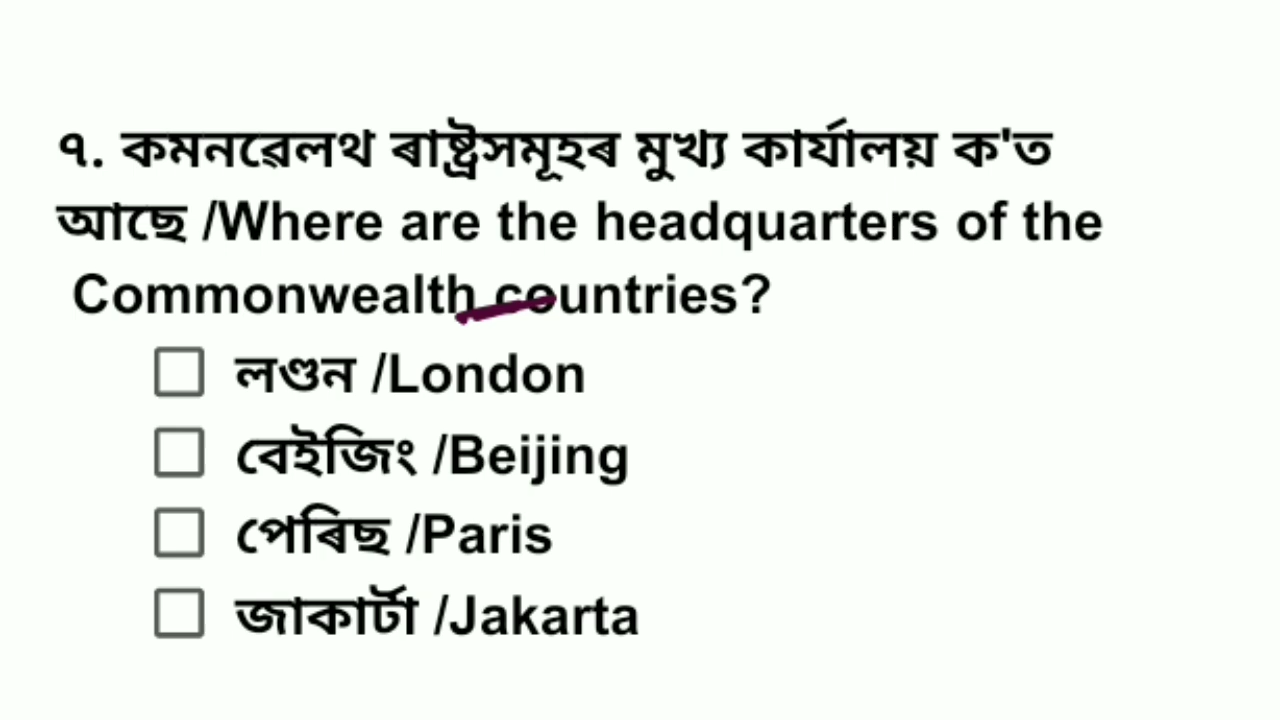 ৭. কমনৱেলথ ৰাষ্ট্ৰসমূহৰ মুখ্য কাৰ্যালয় ক'ত
আছে /Where are the headquarters of the
Commonwealth countries?
লণ্ডন /London
বেইজিং /Beijing
পেৰিছ /Paris
জাকাৰ্টা /Jakarta